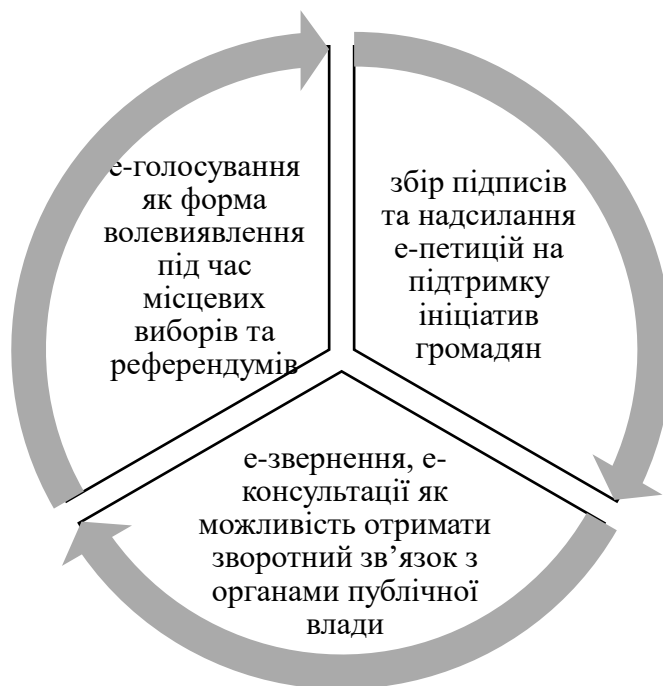 е-голосування
як форма
волевиявлення
під час
місцевих
виборів та
референдумів
збір підписів
та надсилання
е-петицій на
підтримку
ініціатив
громадян
е-звернення, е-
консультації як
можливість отримати
зворотний зв’язок з
органами публічної
влади